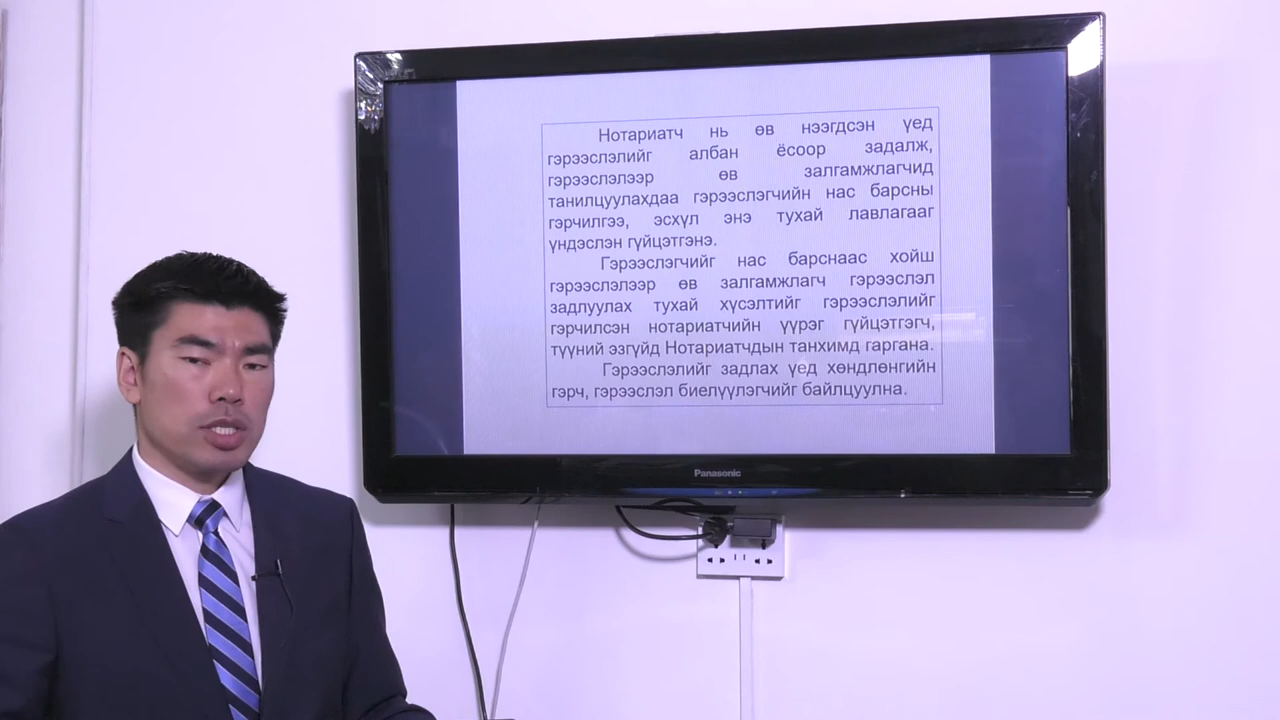 Нотариатч нь өв нээгдсэн үед
гэрээслэлийг албан ёсоор задалж,
гэрээслэлээр өв залгамжлагчид
танилцуулахдаа гэрээслэгчийн нас барсны
гэрчилгээ, эсхүл энэ тухай лавлагааг
үндэслэн гүйцэтгэнэ.
Гэрээслэгчийг нас барснаас хойш
гэрээслэлээр өв залгамжлагч гэрээслэл
задлуулах тухай хүсэлтийг гэрээслэлийг
гэрчилсэн нотариатчийн үүрэг гүйцэтгэгч,
түүний эзгүйд Нотариатчдын танхимд гаргана.
Гэрээслэлийг задлах үед хөндлөнгийн
гэрч, гэрээслэл биелүүлэгчийг байлцуулна.
Panasonic